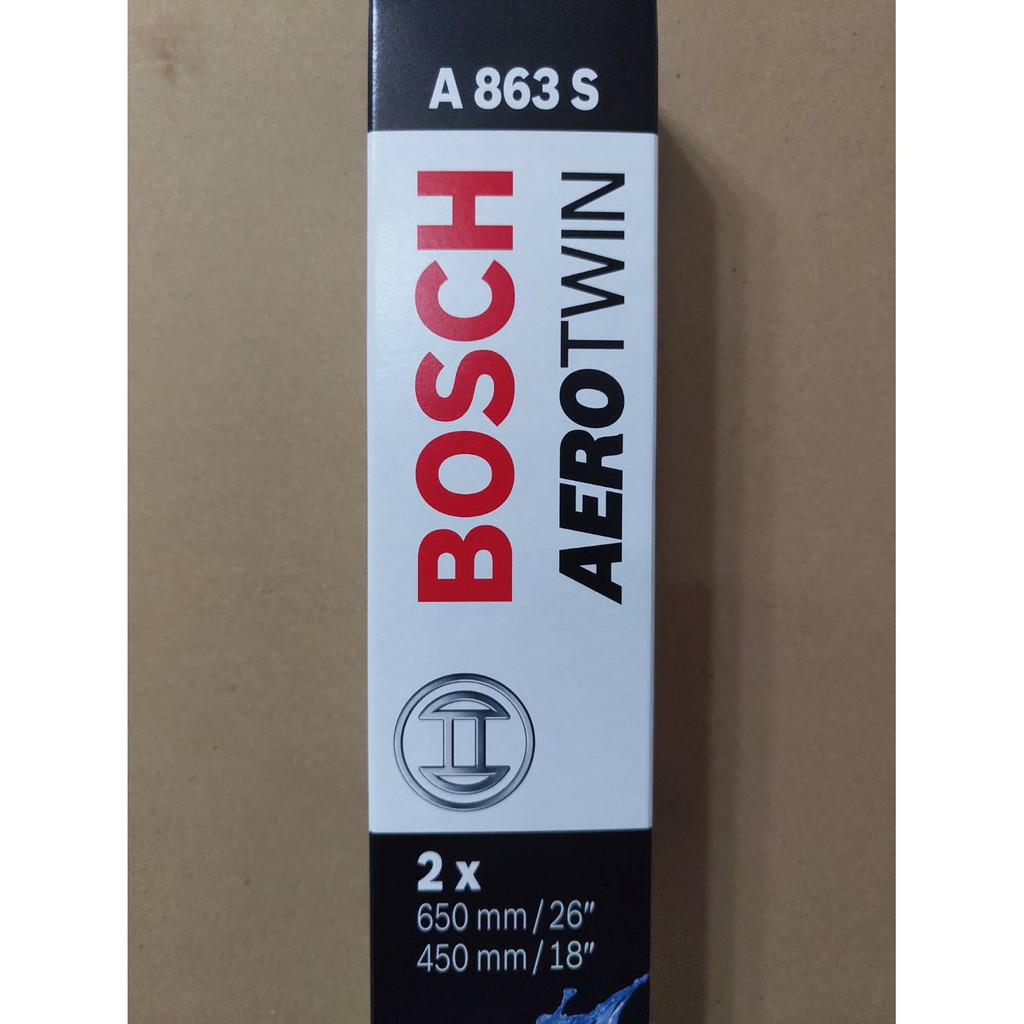 A 863 S
BOSCH
AEROTWIN
2 x
650 mm / 26"
450 mm / 18"